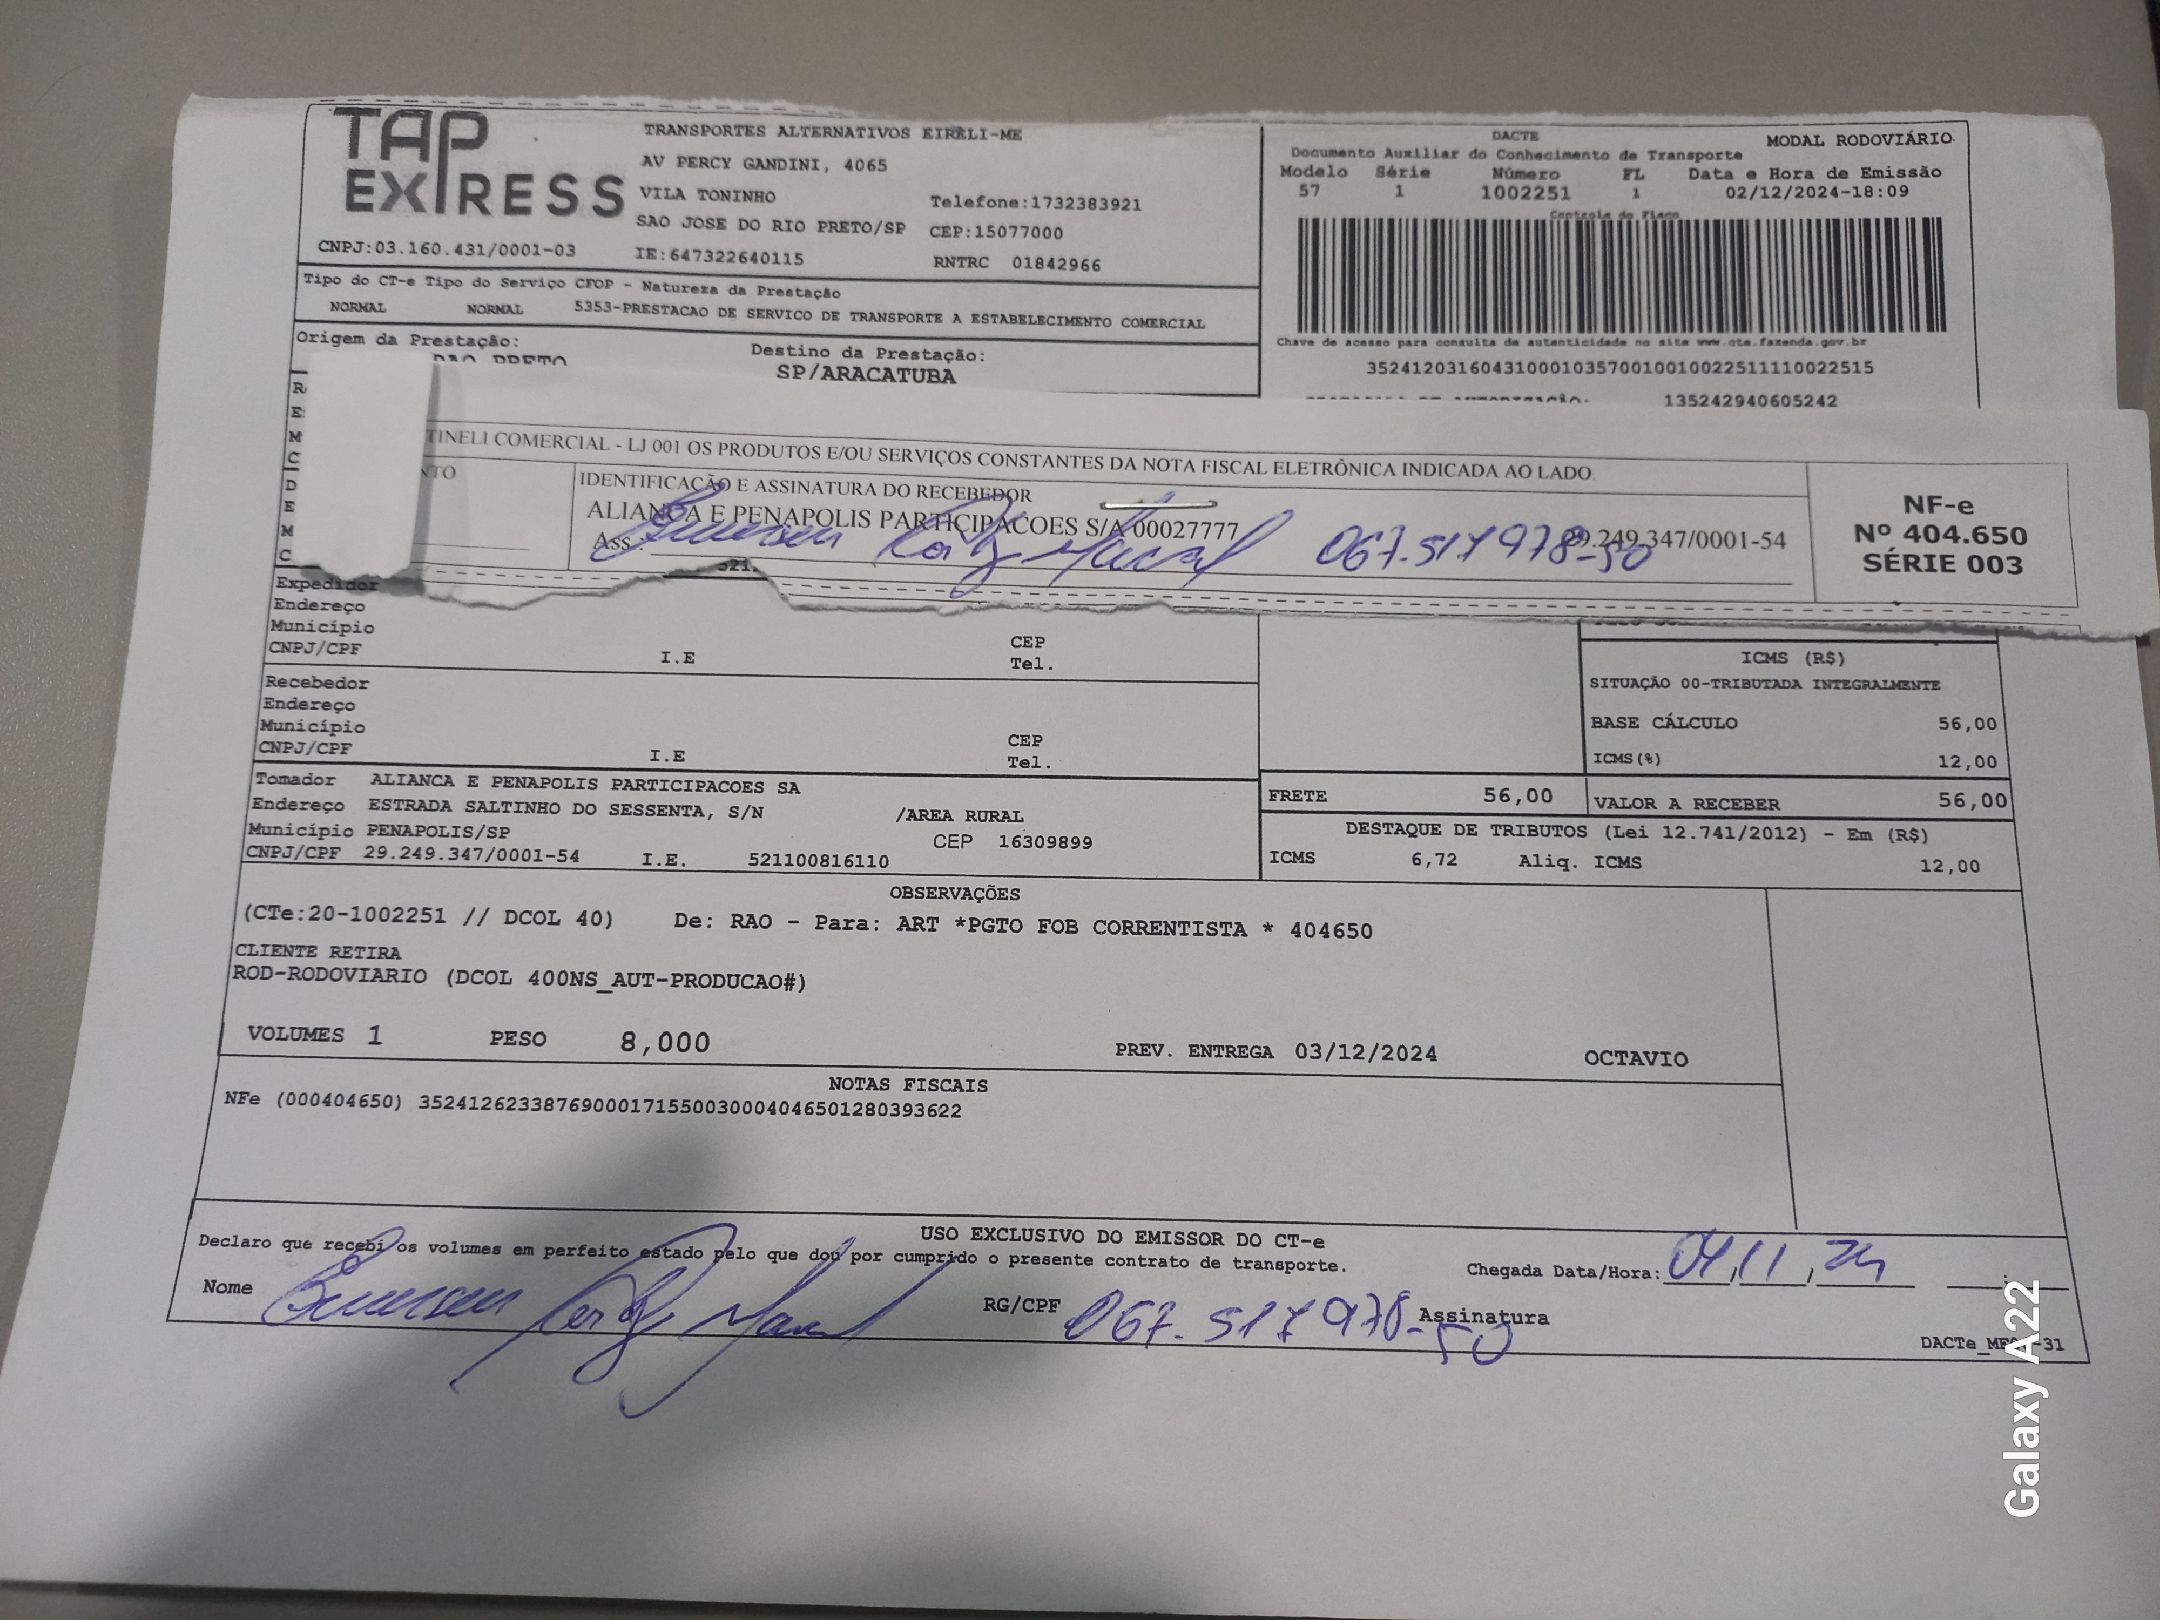 TAP EXPRESS
TRANSPORTES ALTERNATIVOS EIRELI-ME
AV PERCY GANDINI, 4065
VILA TONINHO Telefone:1732383921
SAO JOSE DO RIO PRETO/SP CEP:15077000
CNPJ:03.160.431/0001-03 IE:647322640115 RNTRC 01842966
DACTE MODAL RODOVIÁRIO
Documento Auxiliar do Conhecimento de Transporte
Modelo Série Número FL Data e Hora de Emissão
57 1 1002251 1 02/12/2024-18:09
Controle do Fisco
Tipo do CT-e Tipo do Serviço CFOP - Natureza da Prestação
NORMAL NORMAL 5353-PRESTACAO DE SERVICO DE TRANSPORTE A ESTABELECIMENTO COMERCIAL
Chave de acesso para consulta de autenticidade no site www.cte.fazenda.gov.br
35241203160431000103570010010022511110022515
135242940605242
Origem da Prestação: Destino da Prestação:
PRETO SP/ARACATUBA
R
E
M
C
D
E
M
C
TINELI COMERCIAL - LJ 001 OS PRODUTOS E/OU SERVIÇOS CONSTANTES DA NOTA FISCAL ELETRÔNICA INDICADA AO LADO.
NTO IDENTIFICAÇÃO E ASSINATURA DO RECEBEDOR
ALIANCA E PENAPOLIS PARTICIPACOES S/A 00027777
Ass.: 067.517978-50 29.249.347/0001-54
NF-e
Nº 404.650
SÉRIE 003
Expedidor
Endereço
Município CEP
CNPJ/CPF I.E Tel.
Recebedor
Endereço
Município CEP
CNPJ/CPF I.E Tel.
ICMS (R$)
SITUAÇÃO 00-TRIBUTADA INTEGRALMENTE
BASE CÁLCULO 56,00
ICMS(%) 12,00
Tomador ALIANCA E PENAPOLIS PARTICIPACOES SA
Endereço ESTRADA SALTINHO DO SESSENTA, S/N /AREA RURAL
Município PENAPOLIS/SP CEP 16309899
CNPJ/CPF 29.249.347/0001-54 I.E. 521100816110
FRETE 56,00 VALOR A RECEBER 56,00
DESTAQUE DE TRIBUTOS (Lei 12.741/2012) - Em (R$)
ICMS 6,72 Aliq. ICMS 12,00
OBSERVAÇÕES
(CTe:20-1002251 // DCOL 40) De: RAO - Para: ART *PGTO FOB CORRENTISTA * 404650
CLIENTE RETIRA
ROD-RODOVIARIO (DCOL 400NS_AUT-PRODUCAO#)
VOLUMES 1 PESO 8,000 PREV. ENTREGA 03/12/2024 OCTAVIO
NOTAS FISCAIS
NFe (000404650) 35241262338769000171550030004046501280393622
USO EXCLUSIVO DO EMISSOR DO CT-e
Declaro que recebi os volumes em perfeito estado pelo que dou por cumprido o presente contrato de transporte.
Chegada Data/Hora: 04,11,24
Nome RG/CPF 067.517978-50 Assinatura
-31
Galaxy A22